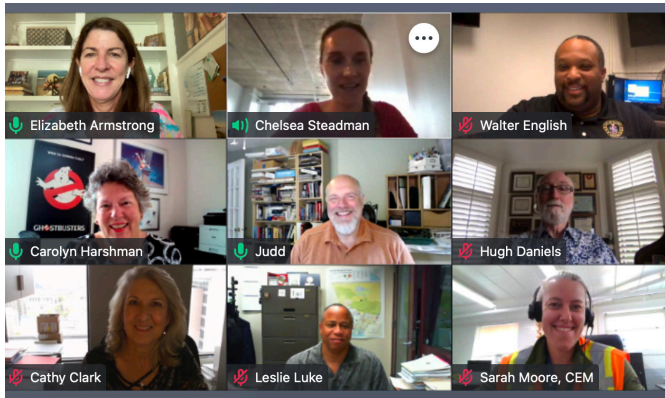 Elizabeth Armstrong
Chelsea Steadman
Walter English
GHOSTBUSTERS
Carolyn Harshman
Judd
Hugh Daniels
Cathy Clark
Leslie Luke
Sarah Moore, CEM